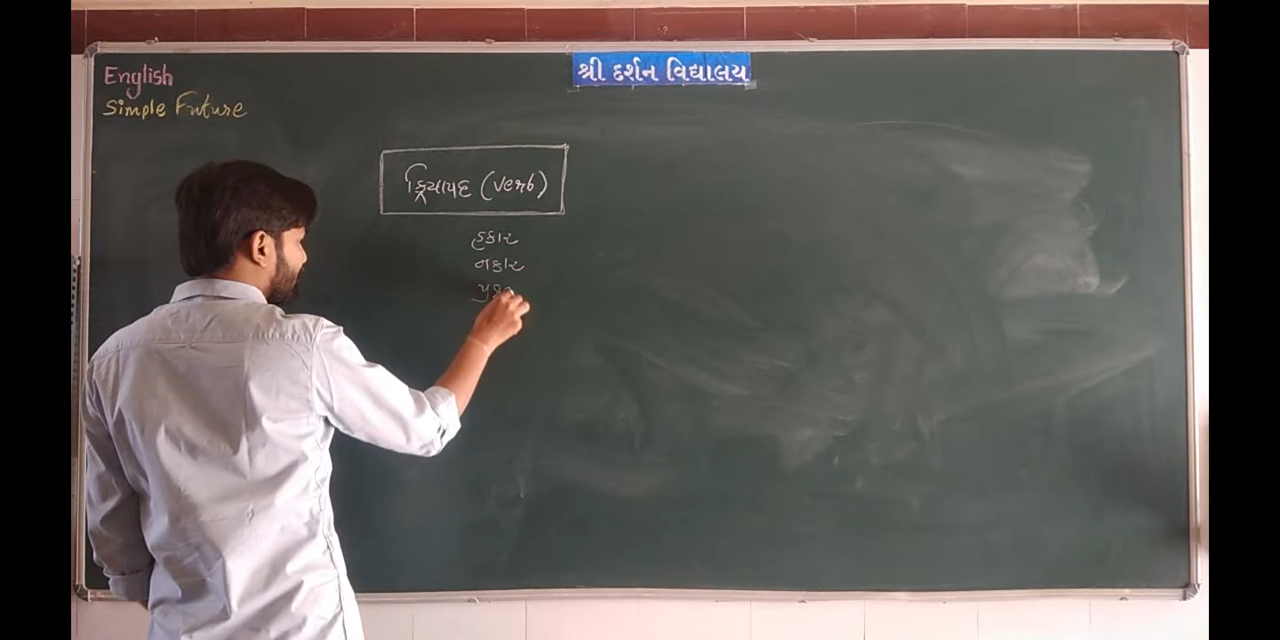 શ્રી દર્શન વિદ્યાલય
English
Simple Future
ક્રિયાપદ (verb)
હકાર
નકાર